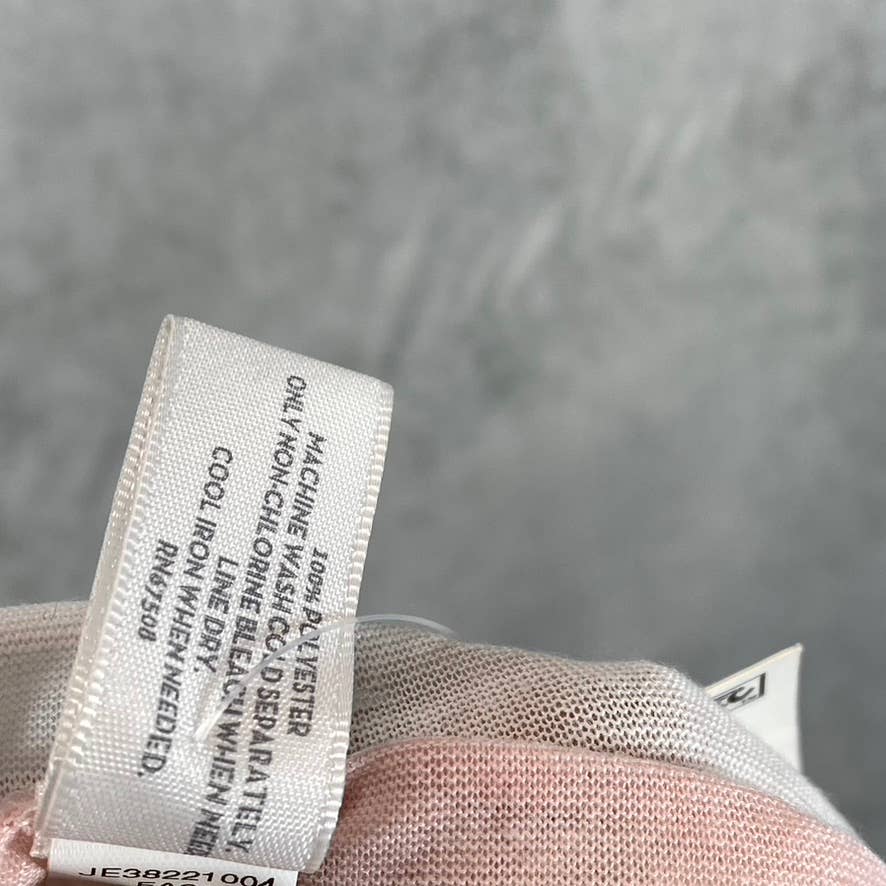 100% POLYESTER
MACHINE WASH COLD SEPARATELY,
ONLY NON-CHLORINE BLEACH WHEN
LINE DRY
COOL IRON WHEN NEEDED.
RN67508
JE38221004